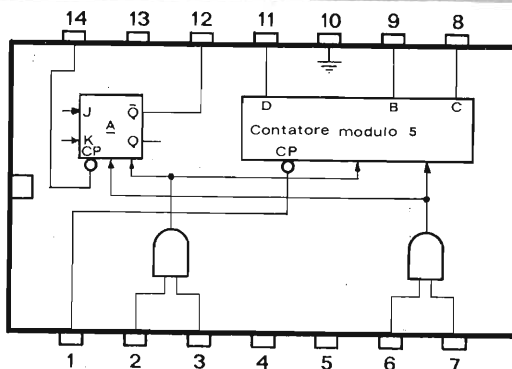 14 13 12 11 10 9 8
J Q̄
A
K Q
CP
D B C
Contatore modulo 5
CP
1 2 3 4 5 6 7